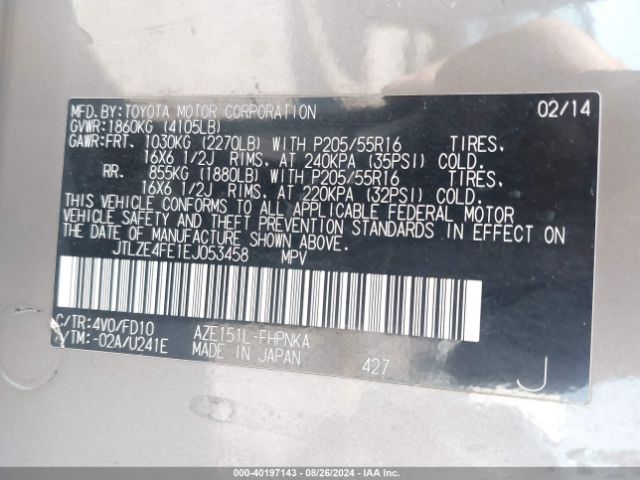 MFD.BY:TOYOTA MOTOR CORPORATION 02/14
GVWR:1860KG (4105LB)
GAWR:FRT. 1030KG (2270LB) WITH P205/55R16 TIRES.
16X6 1/2J RIMS. AT 240KPA (35PSI) COLD.
RR. 855KG (1880LB) WITH P205/55R16 TIRES.
16X6 1/2J RIMS. AT 220KPA (32PSI) COLD.
THIS VEHICLE CONFORMS TO ALL APPLICABLE FEDERAL MOTOR
VEHICLE SAFETY AND THEFT PREVENTION STANDARDS IN EFFECT ON
THE DATE OF MANUFACTURE SHOWN ABOVE.
JTLZE4FE1EJ053458 MPV
C/TR:4V0/FD10 AZE151L-FHPNKA
A/TM:-02A/U241E MADE IN JAPAN 427 J
000-40197143 - 08/26/2024 - IAA Inc.